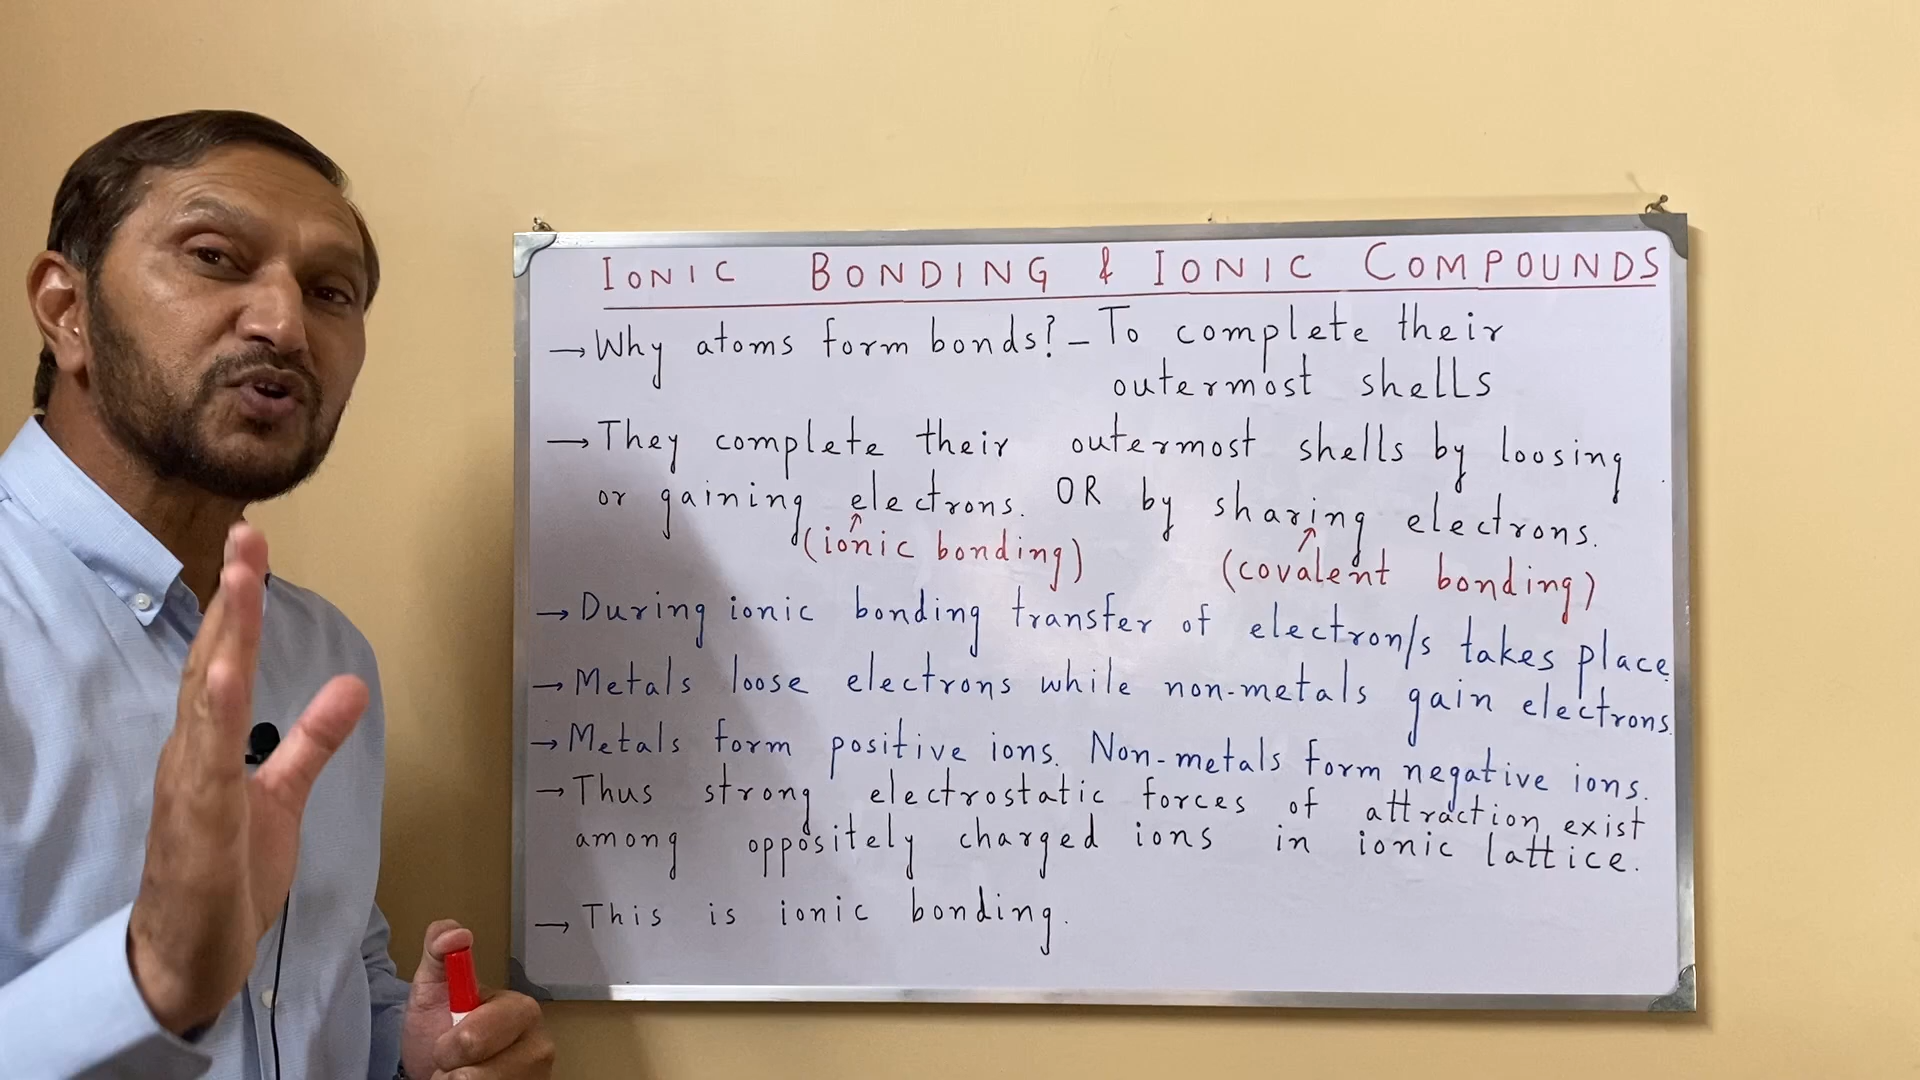 IONIC BONDING & IONIC COMPOUNDS
→ Why atoms form bonds? – To complete their
outermost shells
→ They complete their outermost shells by loosing
or gaining electrons. OR by sharing electrons.
(ionic bonding) (covalent bonding)
→ During ionic bonding transfer of electron/s takes place
→ Metals loose electrons while non-metals gain electrons.
→ Metals form positive ions. Non-metals form negative ions.
→ Thus strong electrostatic forces of attraction exist
among oppositely charged ions in ionic lattice.
→ This is ionic bonding.